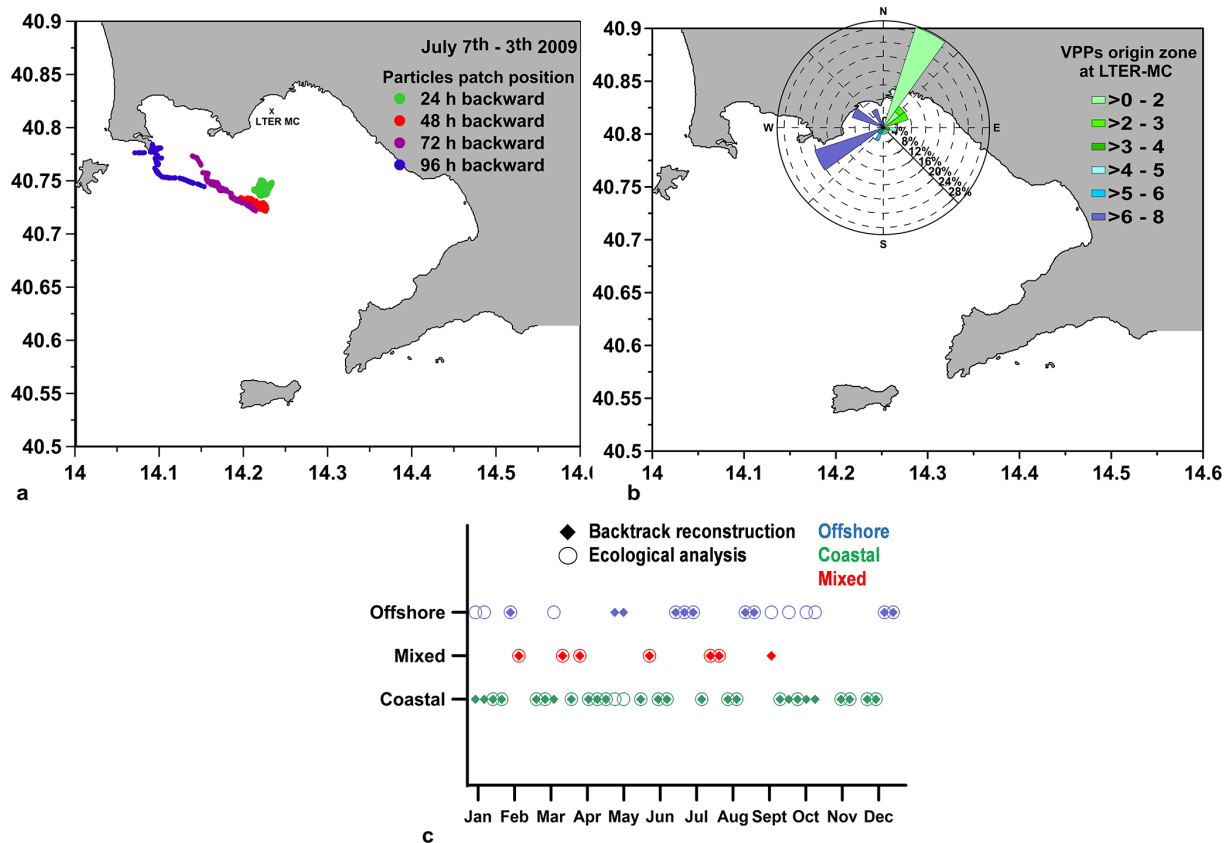 July 7th - 3th 2009
Particles patch position
24 h backward
48 h backward
72 h backward
96 h backward
x
LTER MC
40.9
40.85
40.8
40.75
40.7
40.65
40.6
40.55
40.5
14 14.1 14.2 14.3 14.4 14.5 14.6
a
VPPs origin zone
at LTER-MC
>0 - 2
>2 - 3
>3 - 4
>4 - 5
>5 - 6
>6 - 8
N
W E
S
4%
8%
12%
16%
20%
24%
28%
40.9
40.85
40.8
40.75
40.7
40.65
40.6
40.55
40.5
14 14.1 14.2 14.3 14.4 14.5 14.6
b
Backtrack reconstruction Offshore
Ecological analysis Coastal
Mixed
Offshore
Mixed
Coastal
Jan Feb Mar Apr May Jun Jul Aug Sept Oct Nov Dec
c